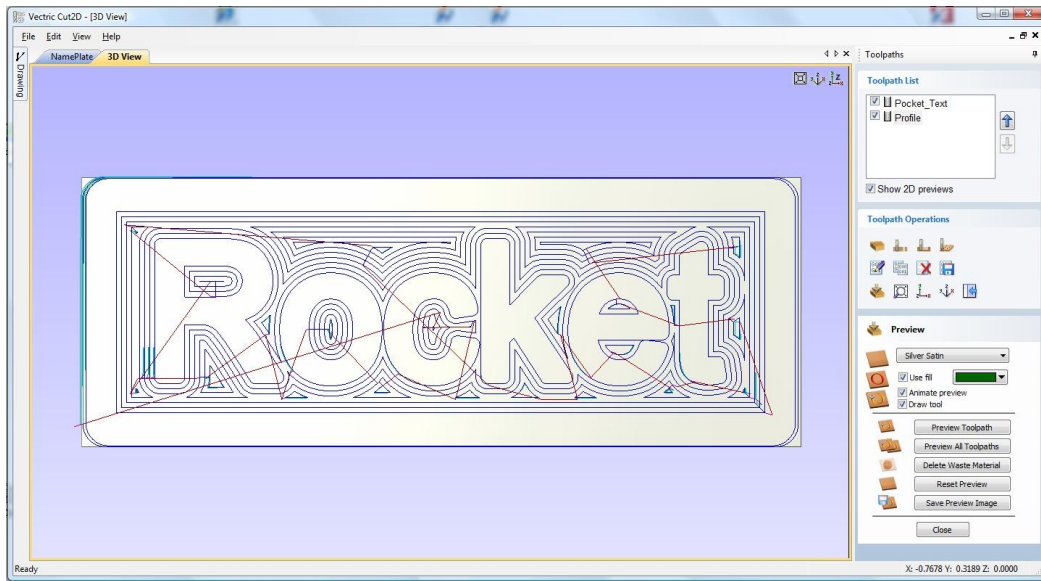 Vectric Cut2D - [3D View]
File Edit View Help
NamePlate 3D View
Drawing
Rocket
Toolpaths
Toolpath List
Pocket_Text
Profile
Show 2D previews
Toolpath Operations
Preview
Silver Satin
Use fill
Animate preview
Draw tool
Preview Toolpath
Preview All Toolpaths
Delete Waste Material
Reset Preview
Save Preview Image
Close
Ready
X: -0.7678 Y: 0.3189 Z: 0.0000